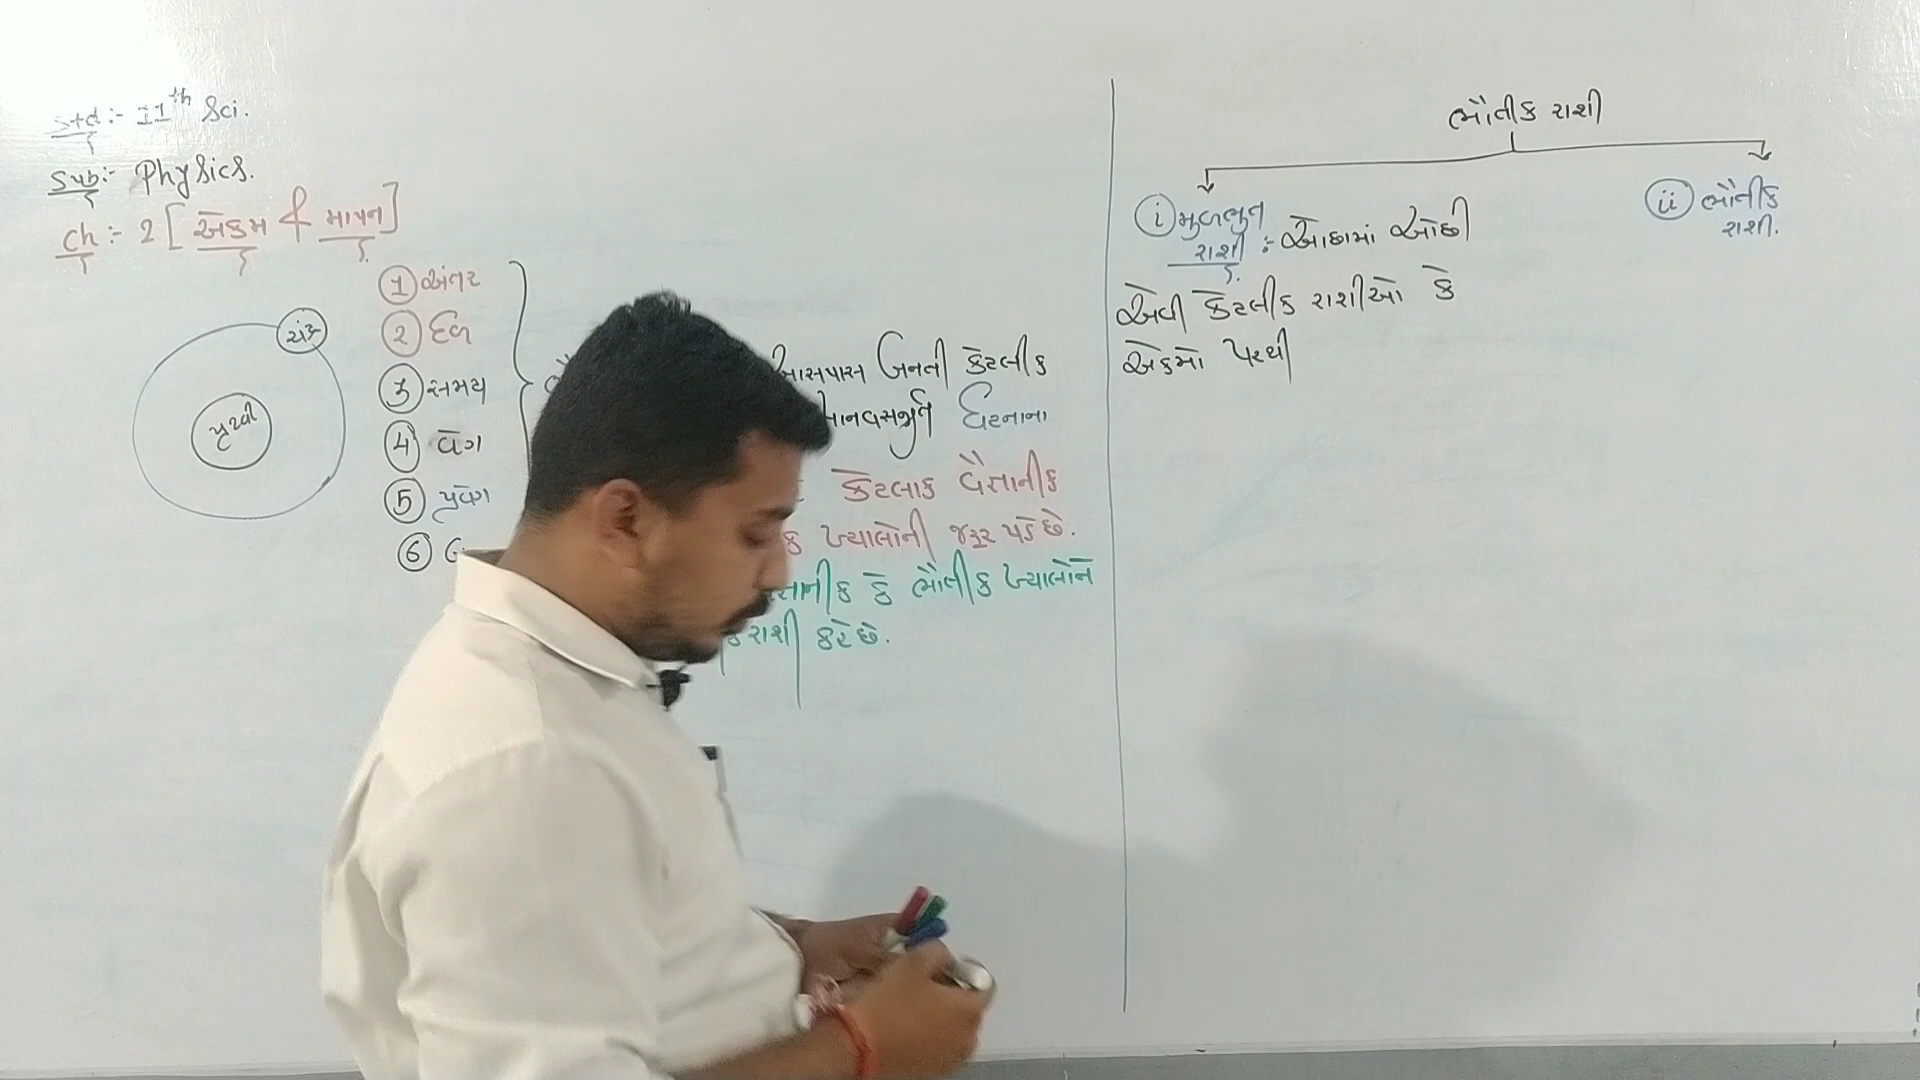 Std:- 11th Sci.
Sub:- Physics.
Ch:- 2 [ અેકમ & માપન ]
ચંદ્ર
પૃથ્વી
1 અંતર
2 દળ
3 સમય
4 વેગ
5 પ્રવેગ
6
આસપાસ બનતી કેટલીક
માનવસર્જીત ઘટનાના
કેટલાક વૈજ્ઞાનીક
ક ખ્યાલોની જરૂર પડે છે.
જ્ઞાનીક કે ભૌતીક ખ્યાલોને
રાશી કહે છે.
ભૌતીક રાશી
i મુળભુત
રાશી :- ઓછામાં ઓછી
એવી કેટલીક રાશીઓ કે
એકમો પરથી
ii ભૌતીક
રાશી.